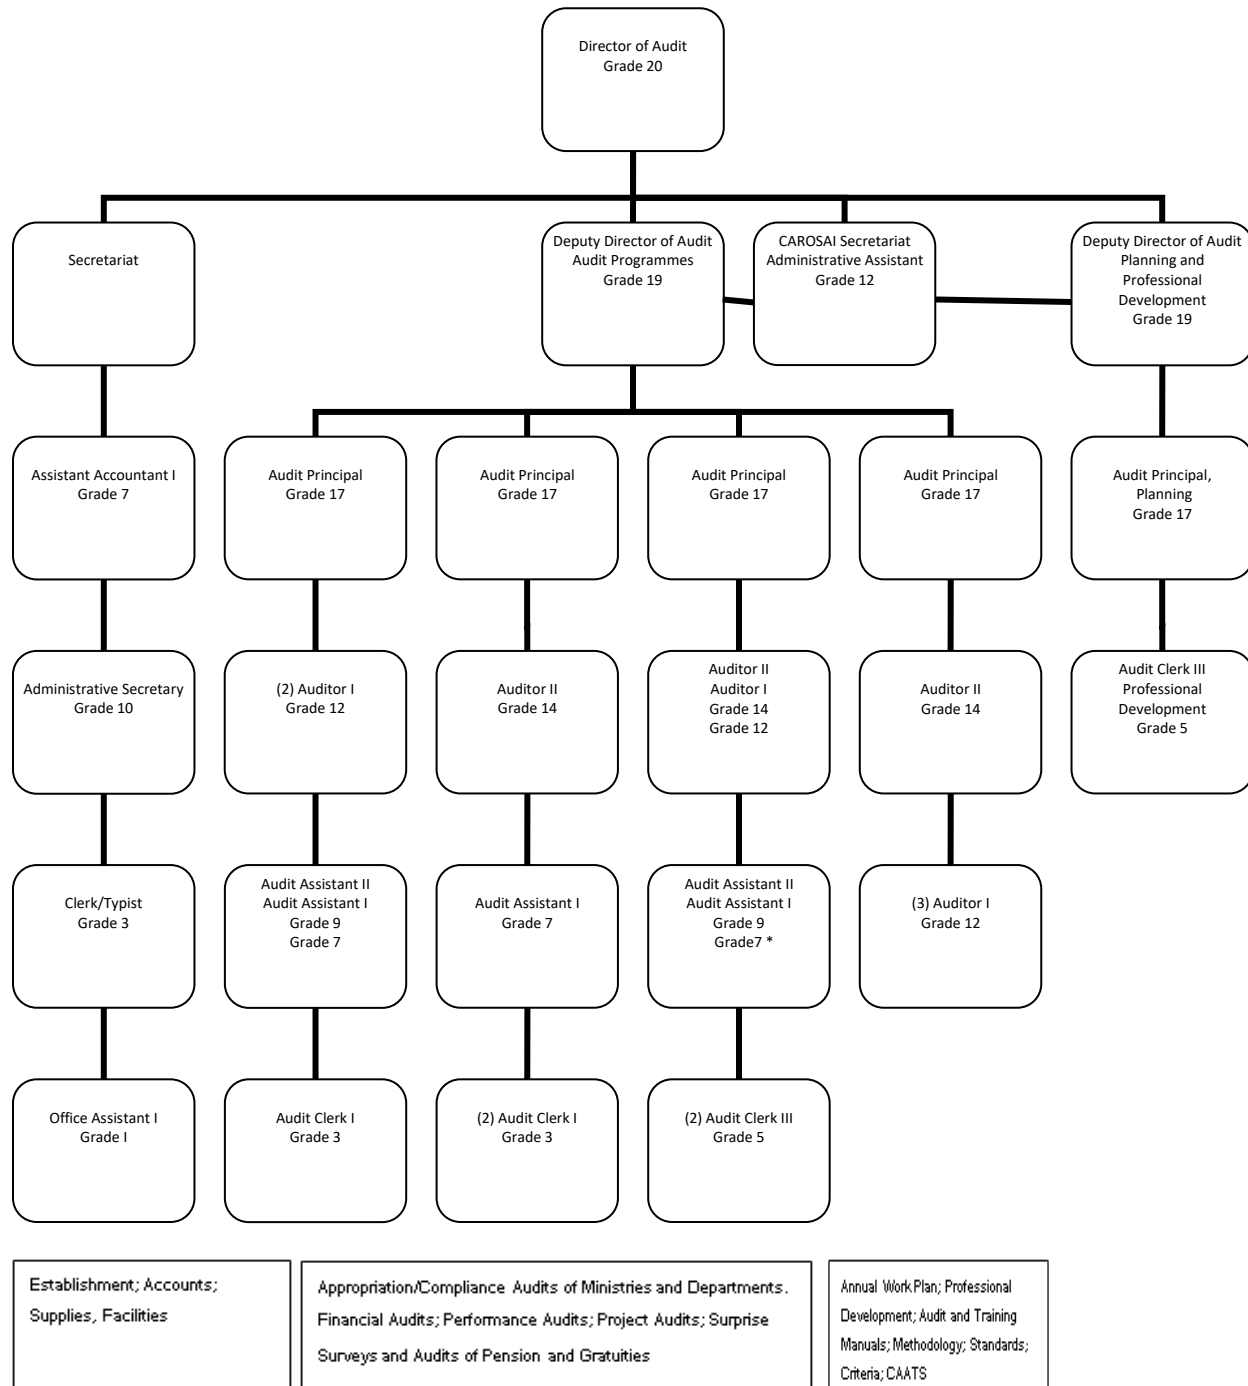 Director of Audit
Grade 20
Secretariat
Deputy Director of Audit
Audit Programmes
Grade 19
CAROSAI Secretariat
Administrative Assistant
Grade 12
Deputy Director of Audit
Planning and
Professional
Development
Grade 19
Assistant Accountant I
Grade 7
Audit Principal
Grade 17
Audit Principal
Grade 17
Audit Principal
Grade 17
Audit Principal
Grade 17
Audit Principal,
Planning
Grade 17
Administrative Secretary
Grade 10
(2) Auditor I
Grade 12
Auditor II
Grade 14
Auditor II
Auditor I
Grade 14
Grade 12
Auditor II
Grade 14
Audit Clerk III
Professional
Development
Grade 5
Clerk/Typist
Grade 3
Audit Assistant II
Audit Assistant I
Grade 9
Grade 7
Audit Assistant I
Grade 7
Audit Assistant II
Audit Assistant I
Grade 9
Grade7 *
(3) Auditor I
Grade 12
Office Assistant I
Grade I
Audit Clerk I
Grade 3
(2) Audit Clerk I
Grade 3
(2) Audit Clerk III
Grade 5
Establishment; Accounts;
Supplies, Facilities
Appropriation/Compliance Audits of Ministries and Departments.
Financial Audits; Performance Audits; Project Audits; Surprise
Surveys and Audits of Pension and Gratuities
Annual Work Plan; Professional
Development; Audit and Training
Manuals; Methodology; Standards;
Criteria; CAATS